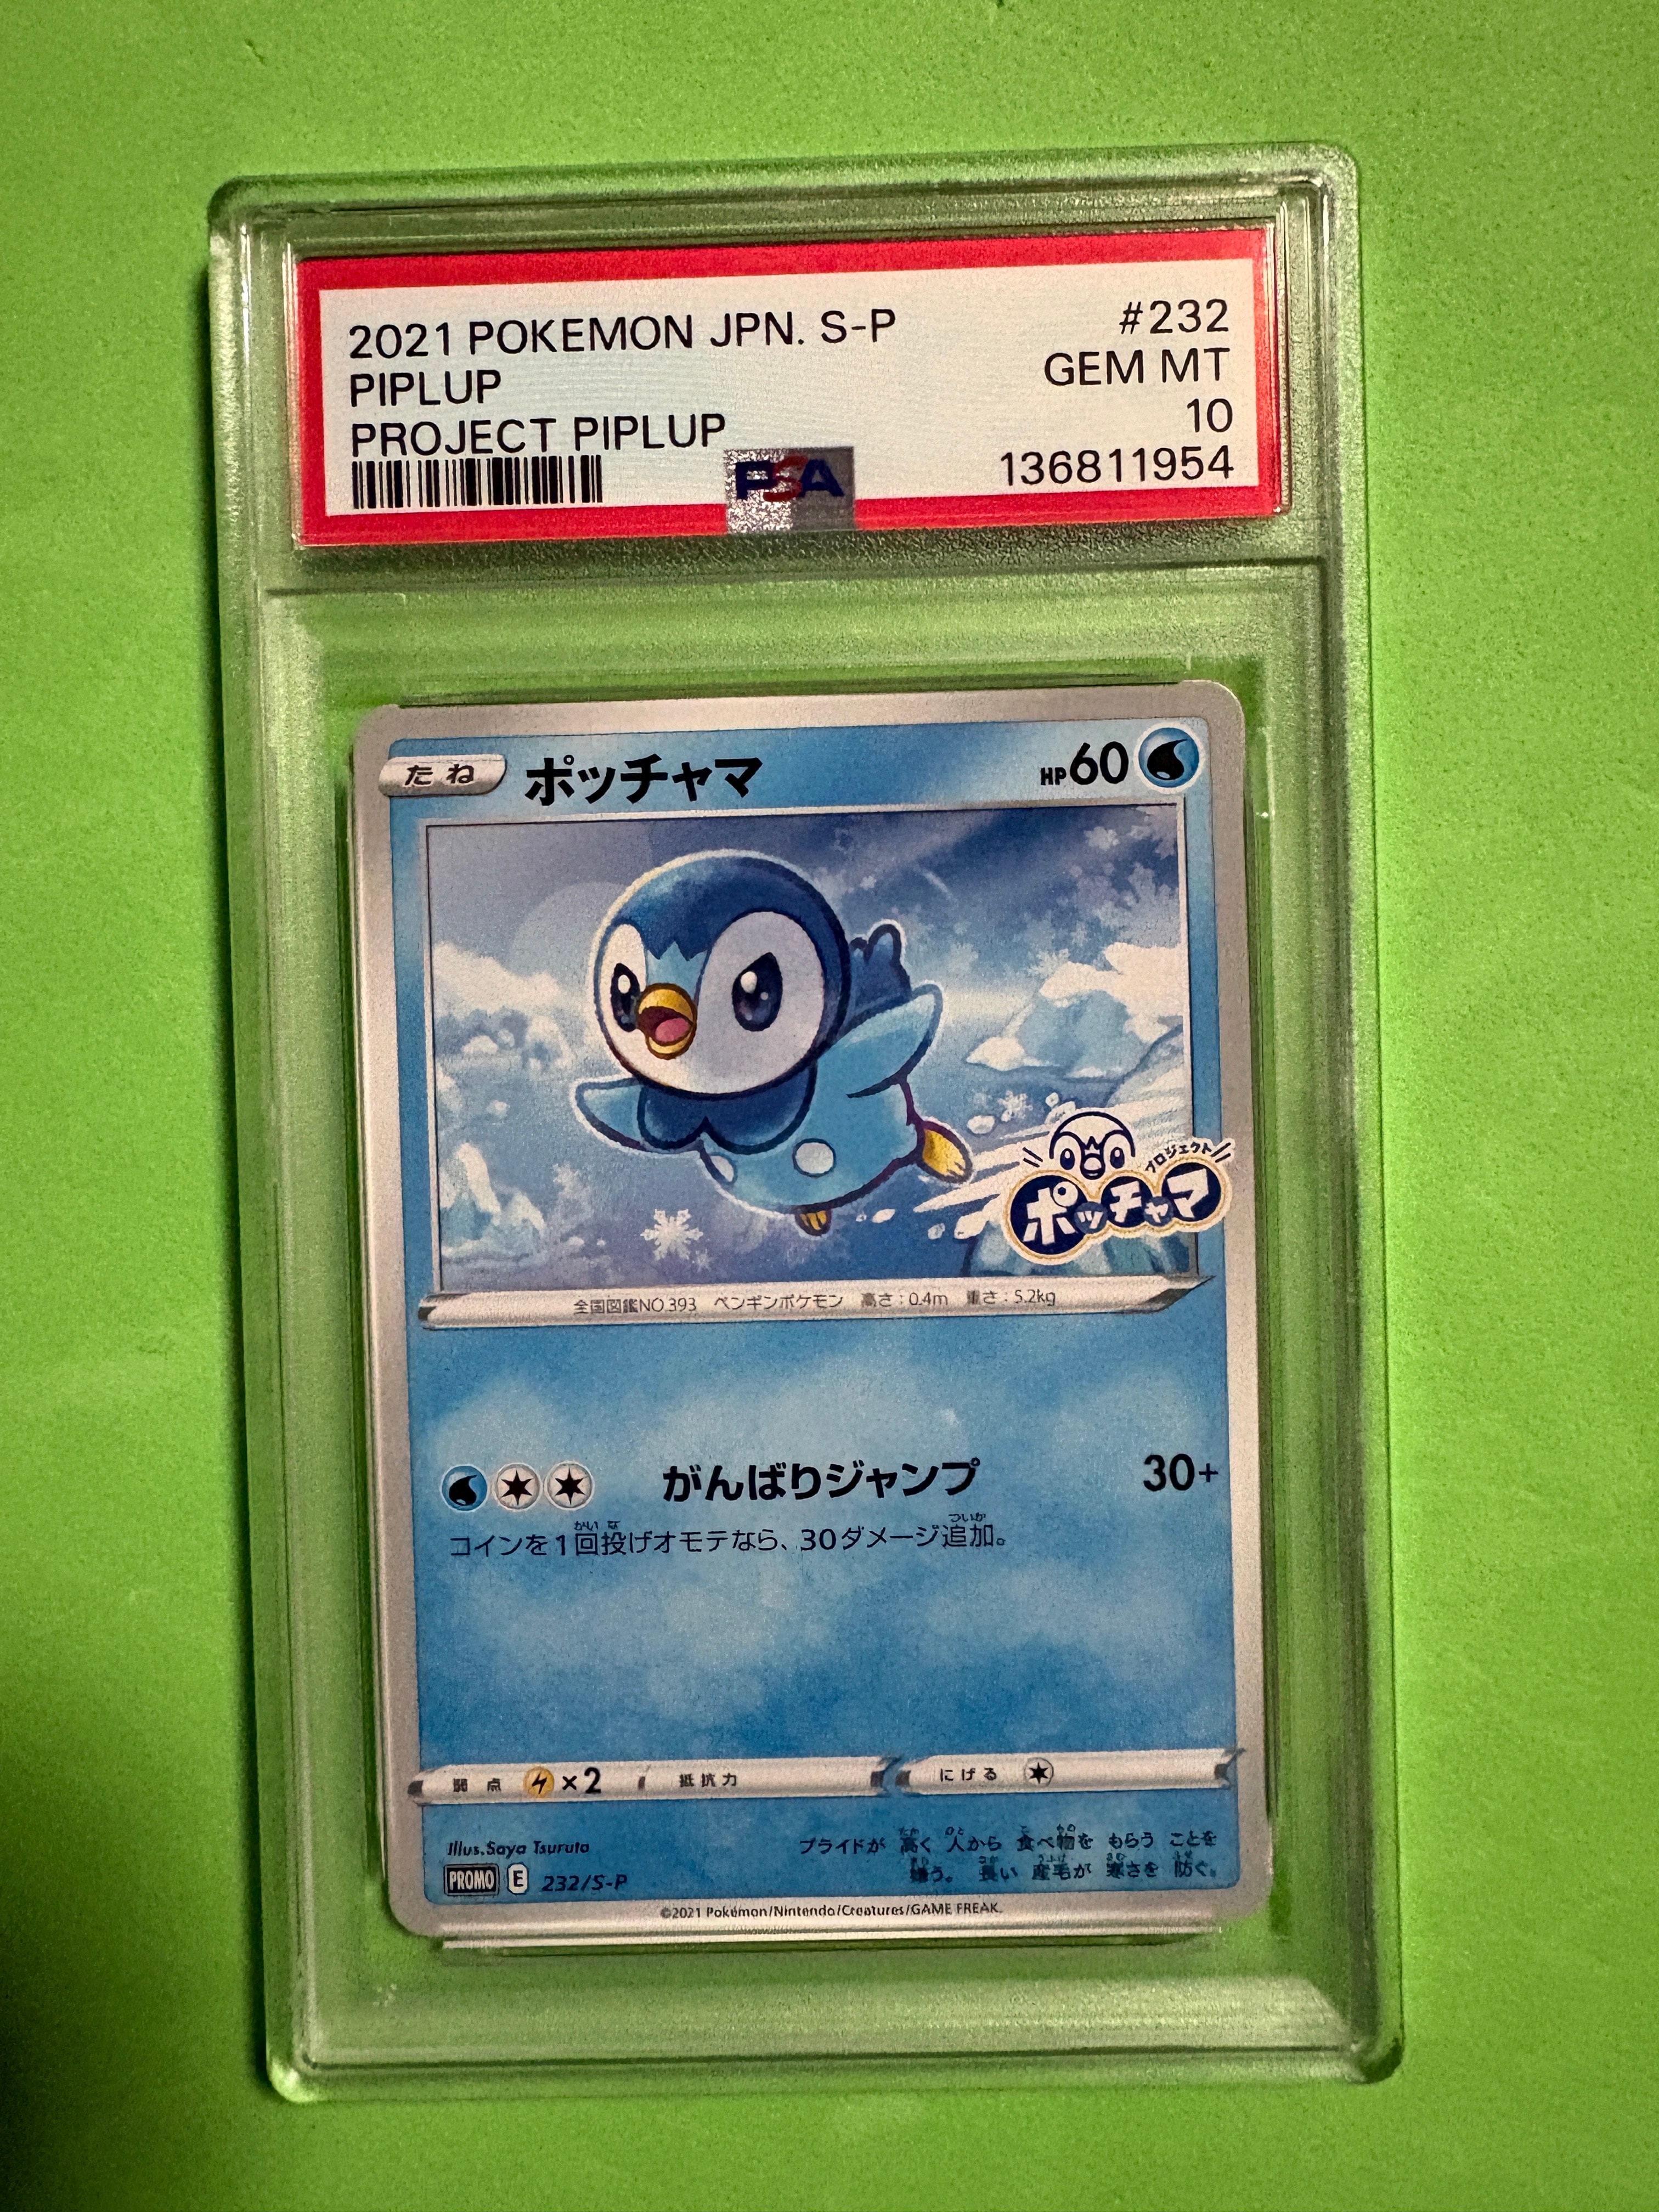 2021 POKEMON JPN. S-P #232
PIPLUP GEM MT
PROJECT PIPLUP 10
PSA 136811954
たね ポッチャマ HP60
プロジェクト
ポッチャマ
全国図鑑NO.393 ペンギンポケモン 高さ:0.4m 重さ:5.2kg
がんばりジャンプ 30+
コインを1回投げオモテなら、30ダメージ追加。
弱点 ×2 抵抗力 にげる
Illus.Saya Tsuruta
プライドが 高く 人から 食べ物を もらう ことを
嫌う。 長い 産毛が 寒さを 防ぐ。
PROMO E 232/S-P
©2021 Pokémon/Nintendo/Creatures/GAME FREAK.